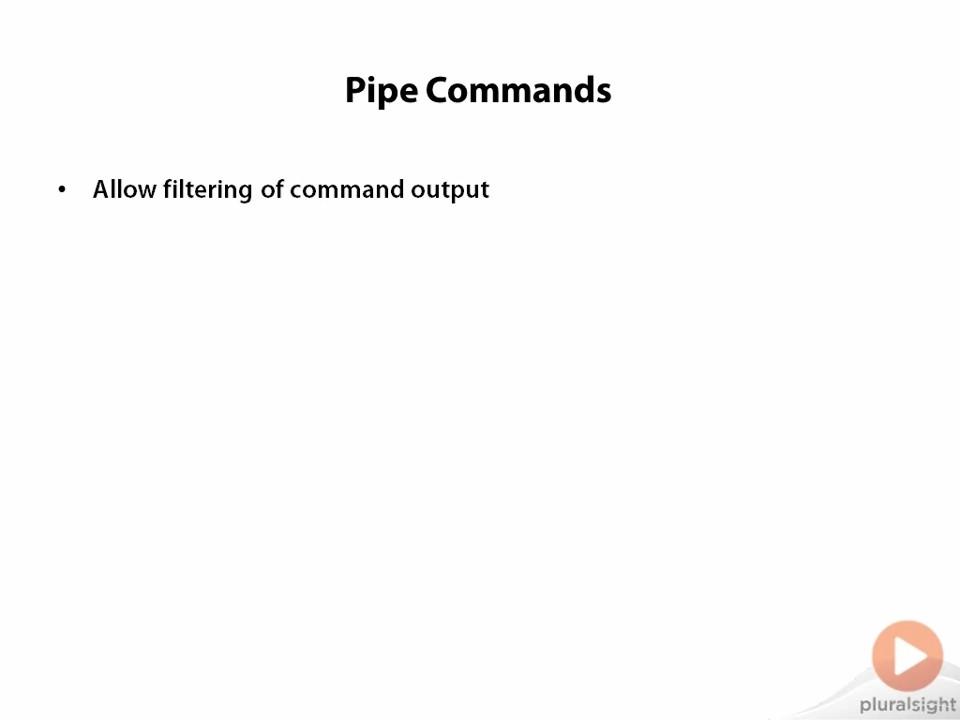 Pipe Commands
• Allow filtering of command output
pluralsight